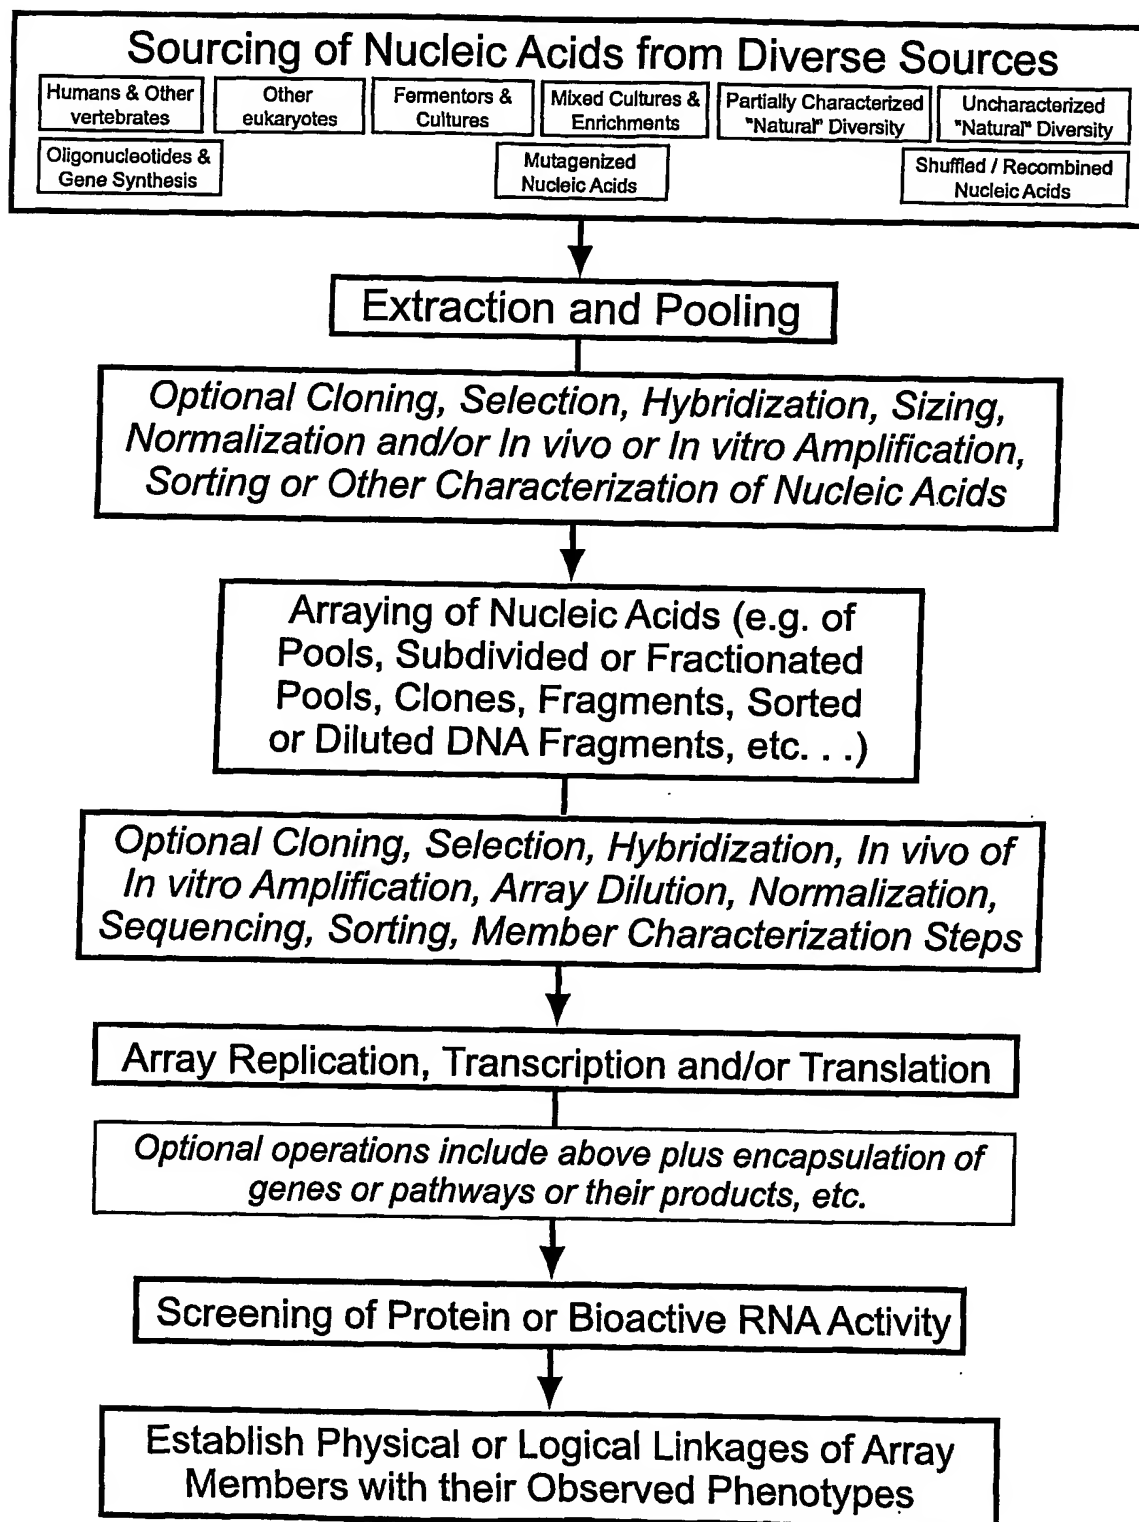 Sourcing of Nucleic Acids from Diverse Sources
Humans & Other
vertebrates
Other
eukaryotes
Fermentors &
Cultures
Mixed Cultures &
Enrichments
Partially Characterized
"Natural" Diversity
Uncharacterized
"Natural" Diversity
Oligonucleotides &
Gene Synthesis
Mutagenized
Nucleic Acids
Shuffled / Recombined
Nucleic Acids
Extraction and Pooling
Optional Cloning, Selection, Hybridization, Sizing,
Normalization and/or In vivo or In vitro Amplification,
Sorting or Other Characterization of Nucleic Acids
Arraying of Nucleic Acids (e.g. of
Pools, Subdivided or Fractionated
Pools, Clones, Fragments, Sorted
or Diluted DNA Fragments, etc. . .)
Optional Cloning, Selection, Hybridization, In vivo of
In vitro Amplification, Array Dilution, Normalization,
Sequencing, Sorting, Member Characterization Steps
Array Replication, Transcription and/or Translation
Optional operations include above plus encapsulation of
genes or pathways or their products, etc.
Screening of Protein or Bioactive RNA Activity
Establish Physical or Logical Linkages of Array
Members with their Observed Phenotypes